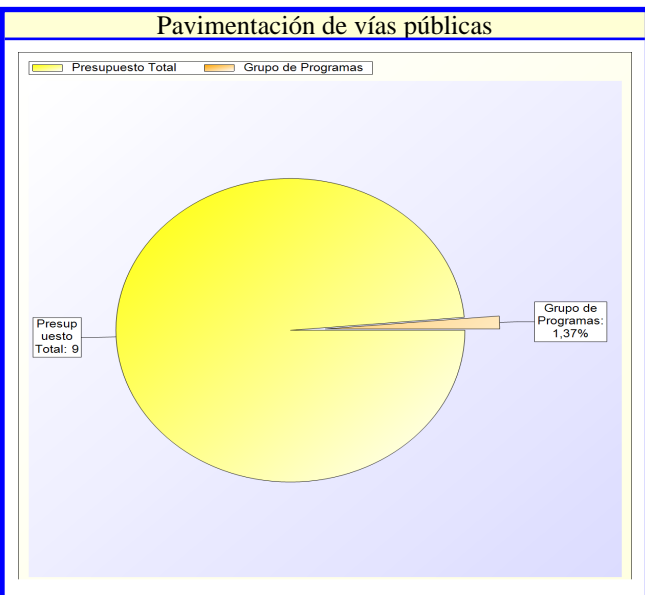 Pavimentación de vías públicas
Presupuesto Total
Grupo de Programas
Presup
uesto
Total: 9
Grupo de
Programas:
1,37%